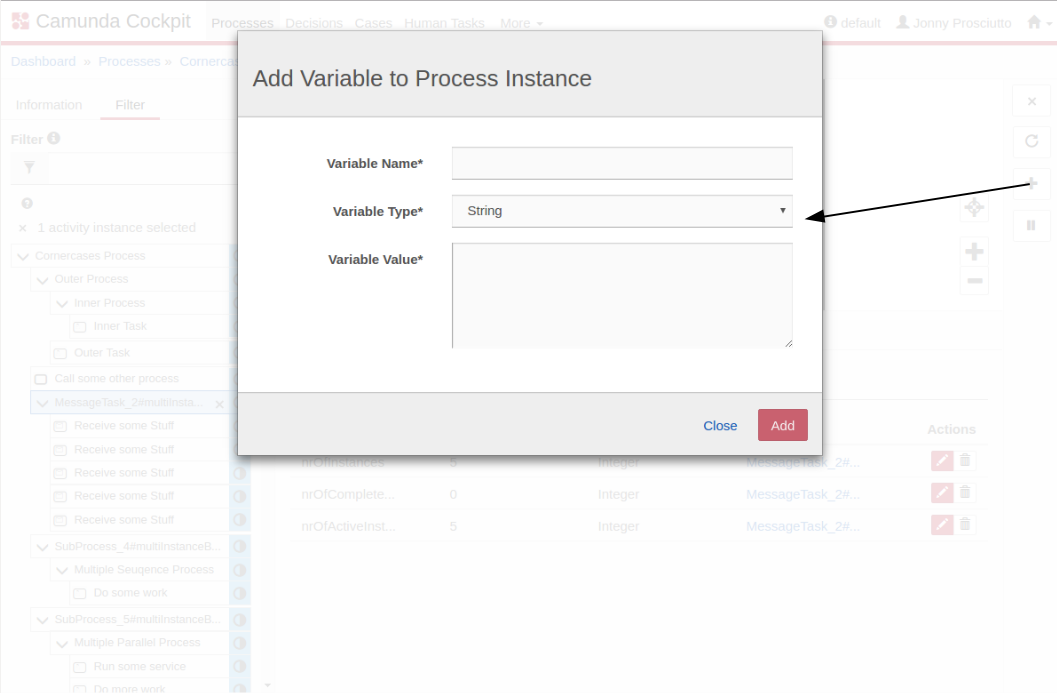 Camunda Cockpit Processes Decisions Cases Human Tasks More default Jonny Prosciutto
Dashboard » Processes » Cornerca
Information Filter
Filter
1 activity instance selected
Cornercases Process
Outer Process
Inner Process
Inner Task
Outer Task
Call some other process
MessageTask_2#multiInsta...
Receive some Stuff
Receive some Stuff
Receive some Stuff
Receive some Stuff
Receive some Stuff
SubProcess_4#multiInstanceB...
Multiple Seuqence Process
Do some work
SubProcess_5#multiInstanceB...
Multiple Parallel Process
Run some service
Do more work
Add Variable to Process Instance
Variable Name*
Variable Type* String
Variable Value*
Close Add
Actions
nrOfInstances 5 Integer MessageTask_2#...
nrOfComplete... 0 Integer MessageTask_2#...
nrOfActiveInst... 5 Integer MessageTask_2#...